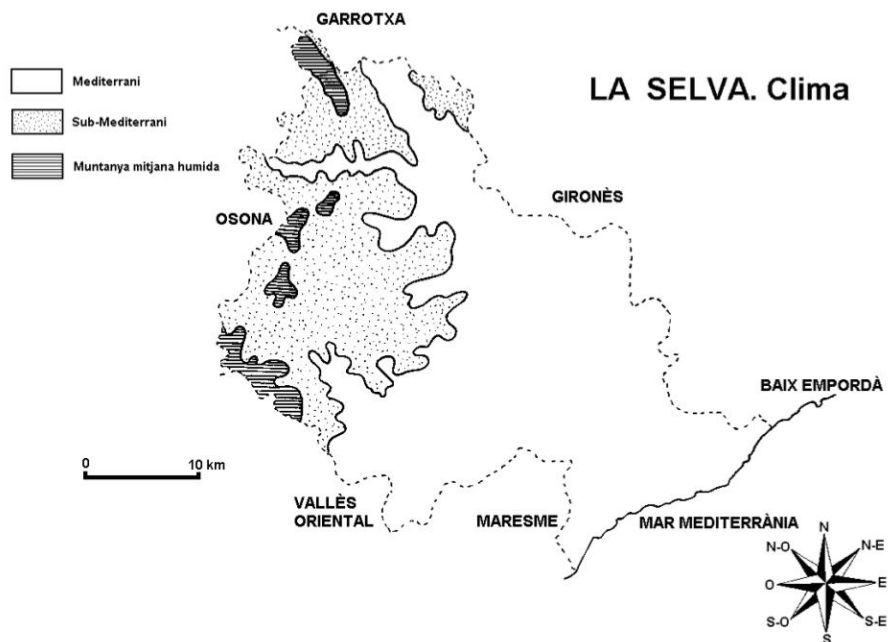 GARROTXA
LA SELVA. Clima
Mediterrani
Sub-Mediterrani
Muntanya mitjana humida
GIRONÈS
OSONA
BAIX EMPORDÀ
0 10 km
VALLÈS
ORIENTAL
MARESME
MAR MEDITERRÀNIA
N
N-O N-E
O E
S-O S-E
S